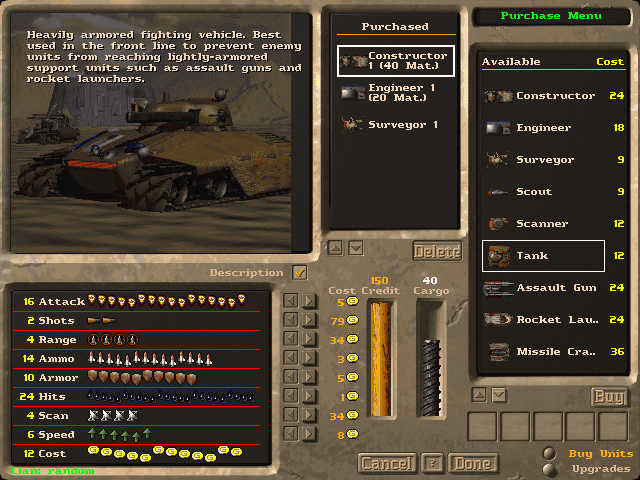 Heavily armored fighting vehicle. Best
used in the front line to prevent enemy
units from reaching lightly-armored
support units such as assault guns and
rocket launchers.
Purchased
Constructor
1 (40 Mat.)
Engineer 1
(20 Mat.)
Surveyor 1
Delete
Purchase Menu
Available Cost
Constructor 24
Engineer 18
Surveyor 9
Scout 9
Scanner 12
Tank 12
Assault Gun 24
Rocket Lau.. 24
Missile Cra.. 36
Buy
Buy Units
Upgrades
Description
16 Attack
2 Shots
4 Range
14 Ammo
10 Armor
24 Hits
4 Scan
6 Speed
12 Cost
Clan: random
150 40
Cost Credit Cargo
5
79
34
3
5
1
34
8
Cancel ? Done